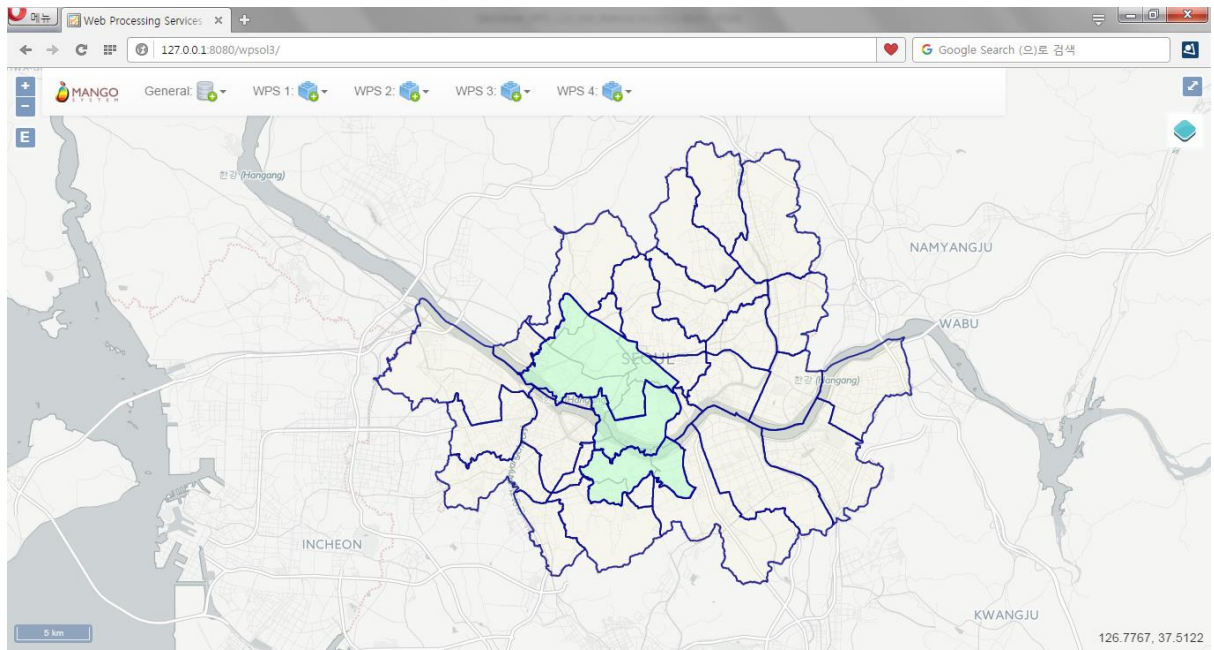 메뉴
Web Processing Services
127.0.0.1:8080/wpsol3/
Google Search (으)로 검색
MANGO
SYSTEM
General:
WPS 1:
WPS 2:
WPS 3:
WPS 4:
E
한강 (Hangang)
NAMYANGJU
WABU
SEOUL
한강 (Hangang)
INCHEON
KWANGJU
5 km
126.7767, 37.5122